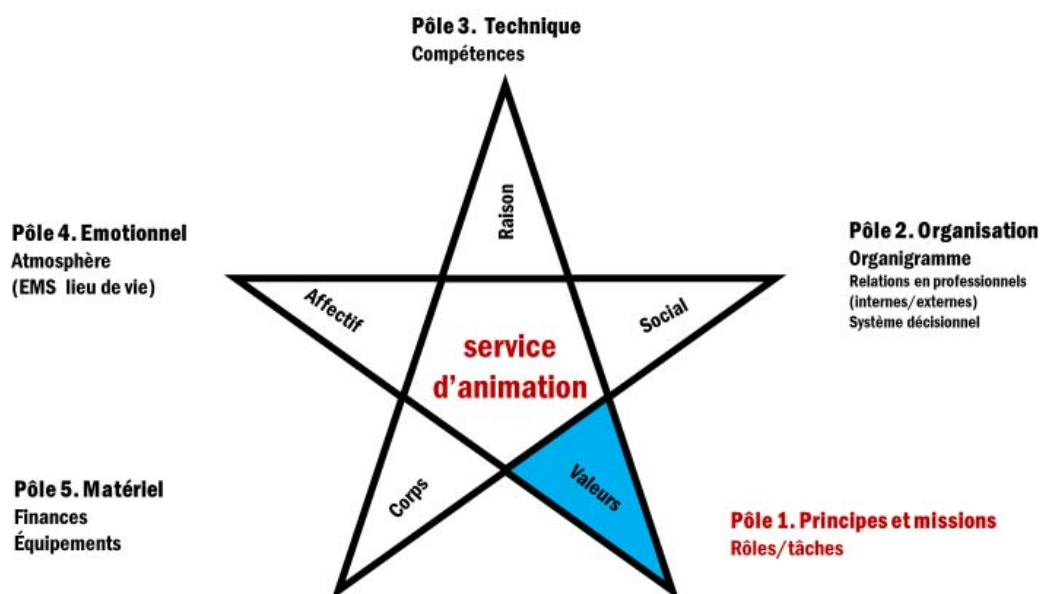 Pôle 3. Technique
Compétences
Raison
Pôle 4. Emotionnel
Atmosphère
(EMS lieu de vie)
Pôle 2. Organisation
Organigramme
Relations en professionnels
(internes/externes)
Système décisionnel
Affectif
Social
service
d'animation
Corps
Valeurs
Pôle 5. Matériel
Finances
Équipements
Pôle 1. Principes et missions
Rôles/tâches